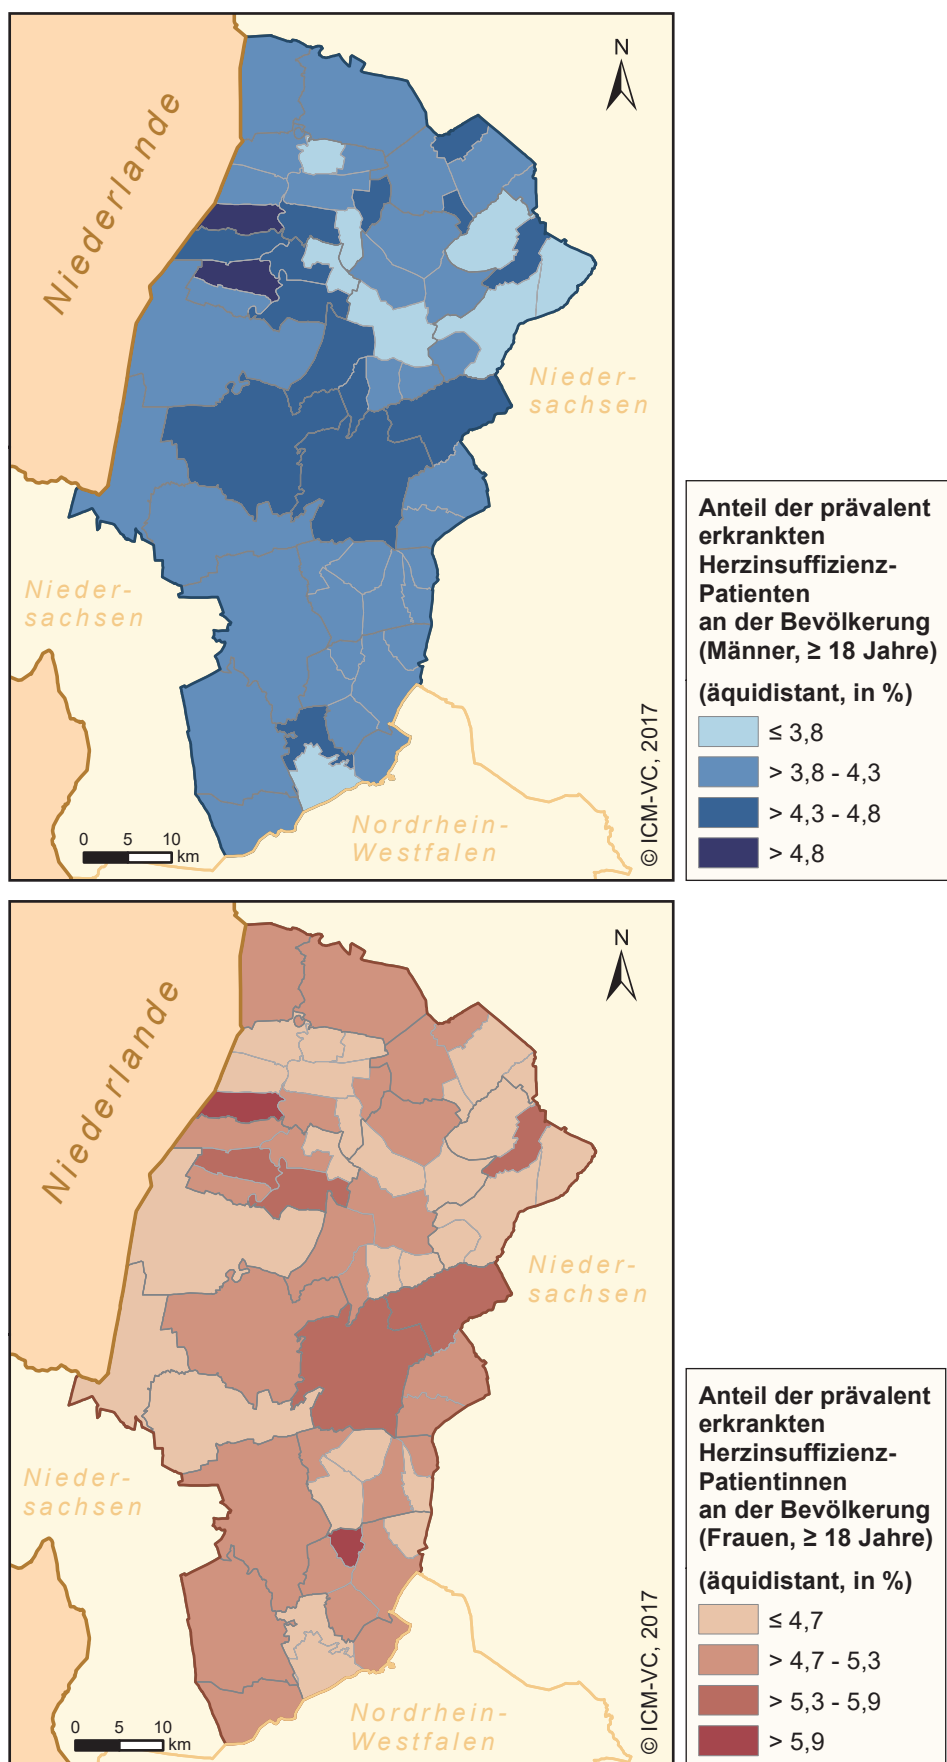 N
Niederlande
Nieder-
sachsen
Nieder-
sachsen
Nordrhein-
Westfalen
0 5 10
km
© ICM-VC, 2017
Anteil der prävalent
erkrankten
Herzinsuffizienz-
Patienten
an der Bevölkerung
(Männer, ≥ 18 Jahre)
(äquidistant, in %)
≤ 3,8
> 3,8 - 4,3
> 4,3 - 4,8
> 4,8
N
Niederlande
Nieder-
sachsen
Nieder-
sachsen
Nordrhein-
Westfalen
0 5 10
km
© ICM-VC, 2017
Anteil der prävalent
erkrankten
Herzinsuffizienz-
Patientinnen
an der Bevölkerung
(Frauen, ≥ 18 Jahre)
(äquidistant, in %)
≤ 4,7
> 4,7 - 5,3
> 5,3 - 5,9
> 5,9